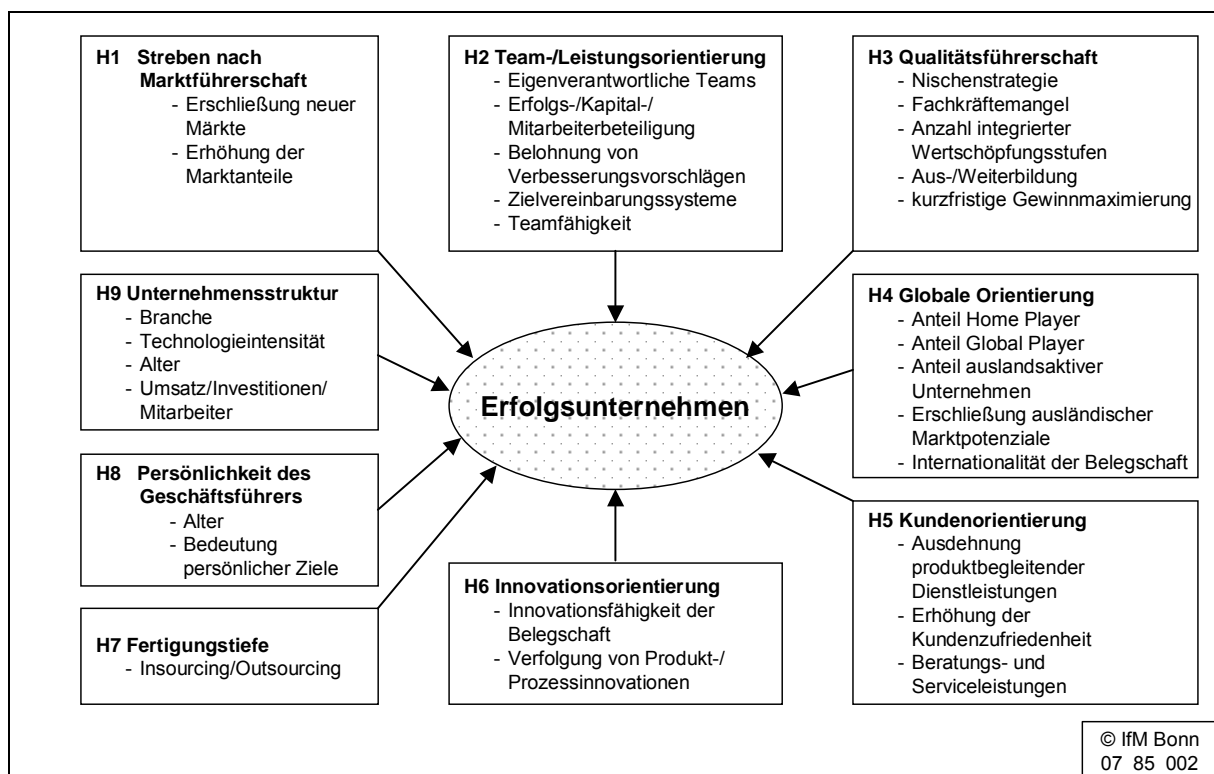 H1 Streben nach
Marktführerschaft
- Erschließung neuer
Märkte
- Erhöhung der
Marktanteile
H2 Team-/Leistungsorientierung
- Eigenverantwortliche Teams
- Erfolgs-/Kapital-/
Mitarbeiterbeteiligung
- Belohnung von
Verbesserungsvorschlägen
- Zielvereinbarungssysteme
- Teamfähigkeit
H3 Qualitätsführerschaft
- Nischenstrategie
- Fachkräftemangel
- Anzahl integrierter
Wertschöpfungsstufen
- Aus-/Weiterbildung
- kurzfristige Gewinnmaximierung
H9 Unternehmensstruktur
- Branche
- Technologieintensität
- Alter
- Umsatz/Investitionen/
Mitarbeiter
Erfolgsunternehmen
H4 Globale Orientierung
- Anteil Home Player
- Anteil Global Player
- Anteil auslandsaktiver
Unternehmen
- Erschließung ausländischer
Marktpotenziale
- Internationalität der Belegschaft
H8 Persönlichkeit des
Geschäftsführers
- Alter
- Bedeutung
persönlicher Ziele
H5 Kundenorientierung
- Ausdehnung
produktbegleitender
Dienstleistungen
- Erhöhung der
Kundenzufriedenheit
- Beratungs- und
Serviceleistungen
H7 Fertigungstiefe
- Insourcing/Outsourcing
H6 Innovationsorientierung
- Innovationsfähigkeit der
Belegschaft
- Verfolgung von Produkt-/
Prozessinnovationen
© IfM Bonn
07 85 002